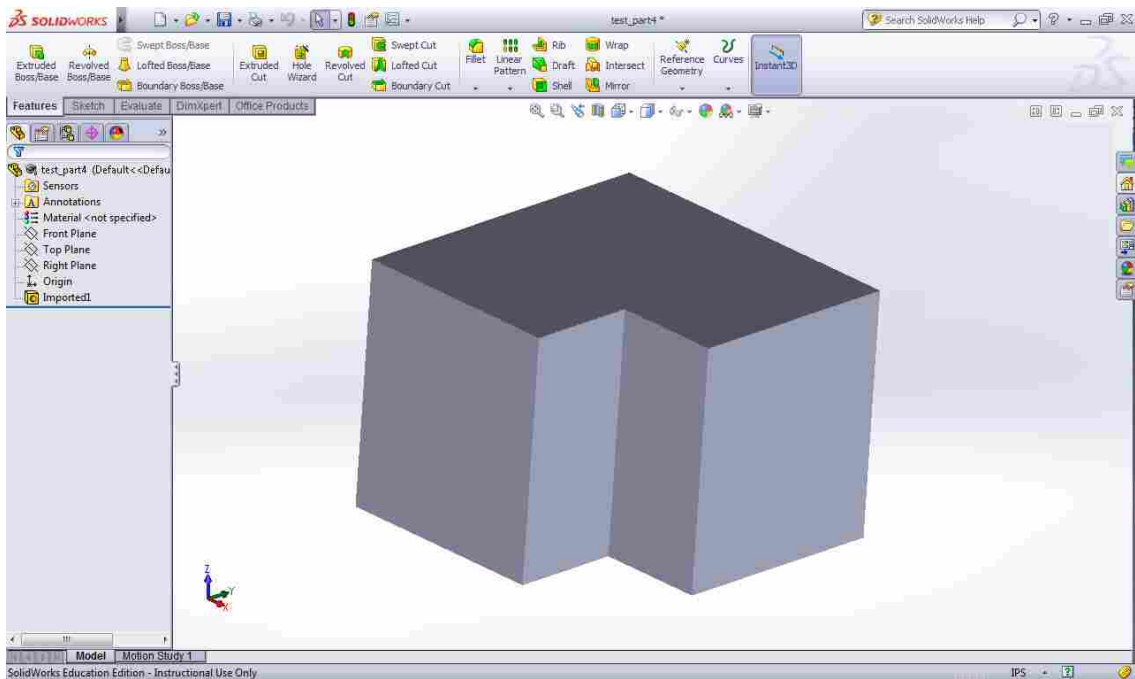 SOLIDWORKS
test_part4 *
Search SolidWorks Help
Extruded Boss/Base
Revolved Boss/Base
Swept Boss/Base
Lofted Boss/Base
Boundary Boss/Base
Extruded Cut
Hole Wizard
Revolved Cut
Swept Cut
Lofted Cut
Boundary Cut
Fillet
Linear Pattern
Rib
Draft
Shell
Wrap
Intersect
Mirror
Reference Geometry
Curves
Instant3D
Features
Sketch
Evaluate
DimXpert
Office Products
test_part4 (Default<<Defau
Sensors
Annotations
Material <not specified>
Front Plane
Top Plane
Right Plane
Origin
Imported1
Z
Y
X
Model
Motion Study 1
SolidWorks Education Edition - Instructional Use Only
IPS